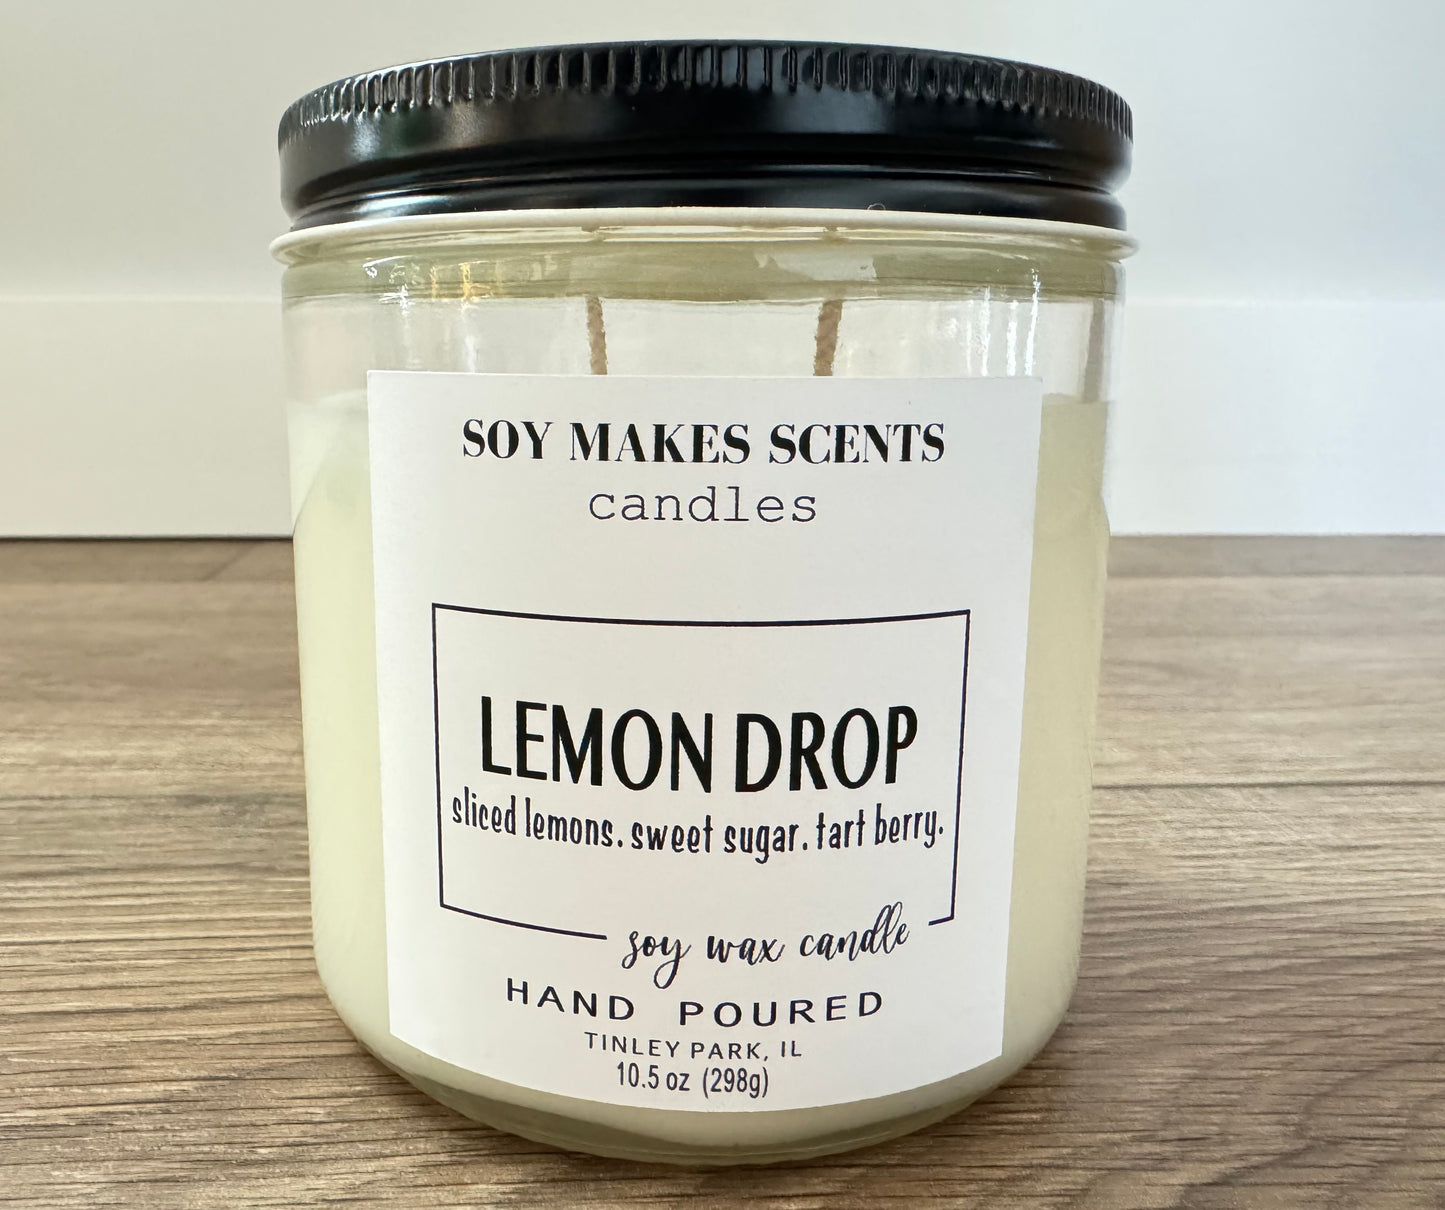 SOY MAKES SCENTS
candles
LEMON DROP
sliced lemons. sweet sugar. tart berry.
soy wax candle
HAND POURED
TINLEY PARK, IL
10.5 oz (298g)